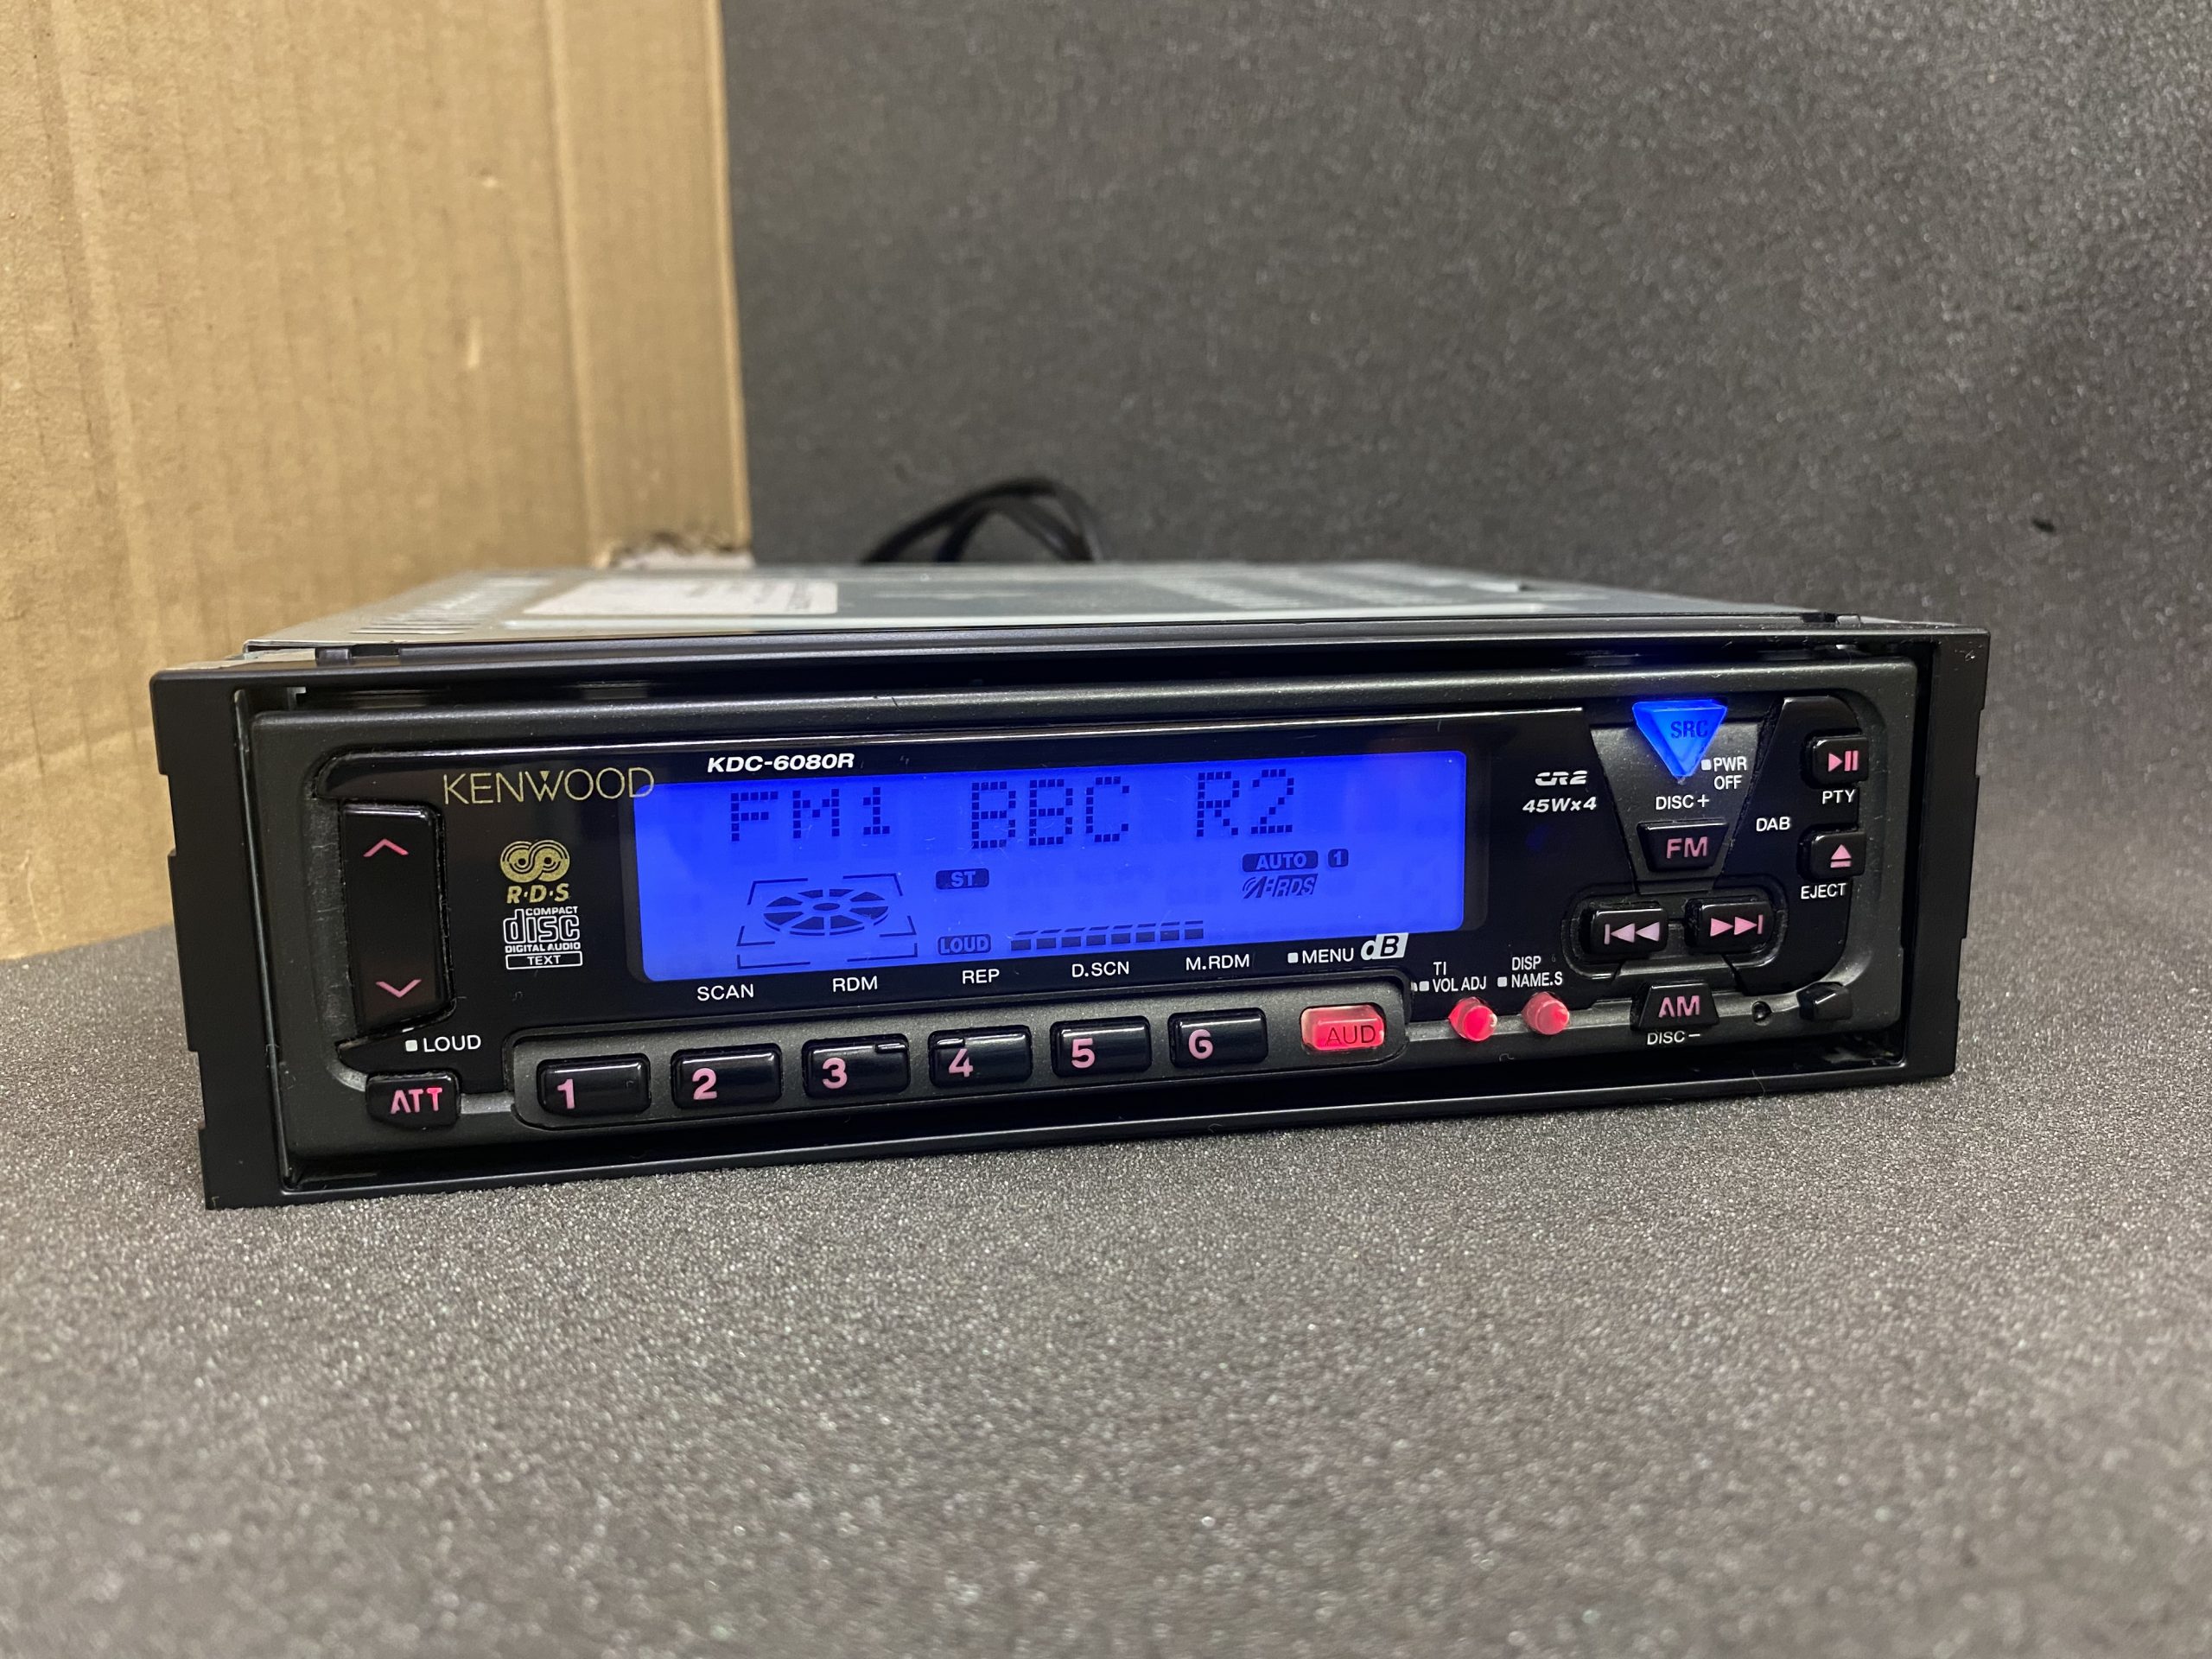 KENWOOD
KDC-6080R
R·D·S
COMPACT
disc
DIGITAL AUDIO
TEXT
FM1 BBC R2
ST
AUTO 1
RDS
LOUD
CR2
45Wx4
SRC
PWR
OFF
DISC+
FM
DAB
PTY
EJECT
SCAN
RDM
REP
D.SCN
M.RDM
MENU dB
TI
VOL ADJ
DISP
NAME.S
AM
DISC−
LOUD
ATT
1
2
3
4
5
6
AUD